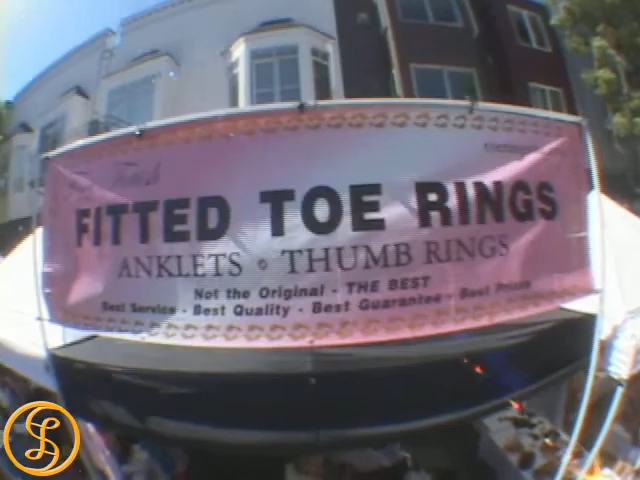 FITTED TOE RINGS
ANKLETS • THUMB RINGS
Not the Original - THE BEST
Best Service - Best Quality - Best Guarantee - Best Prices